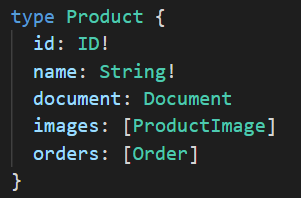 type Product {
  id: ID!
  name: String!
  document: Document
  images: [ProductImage]
  orders: [Order]
}